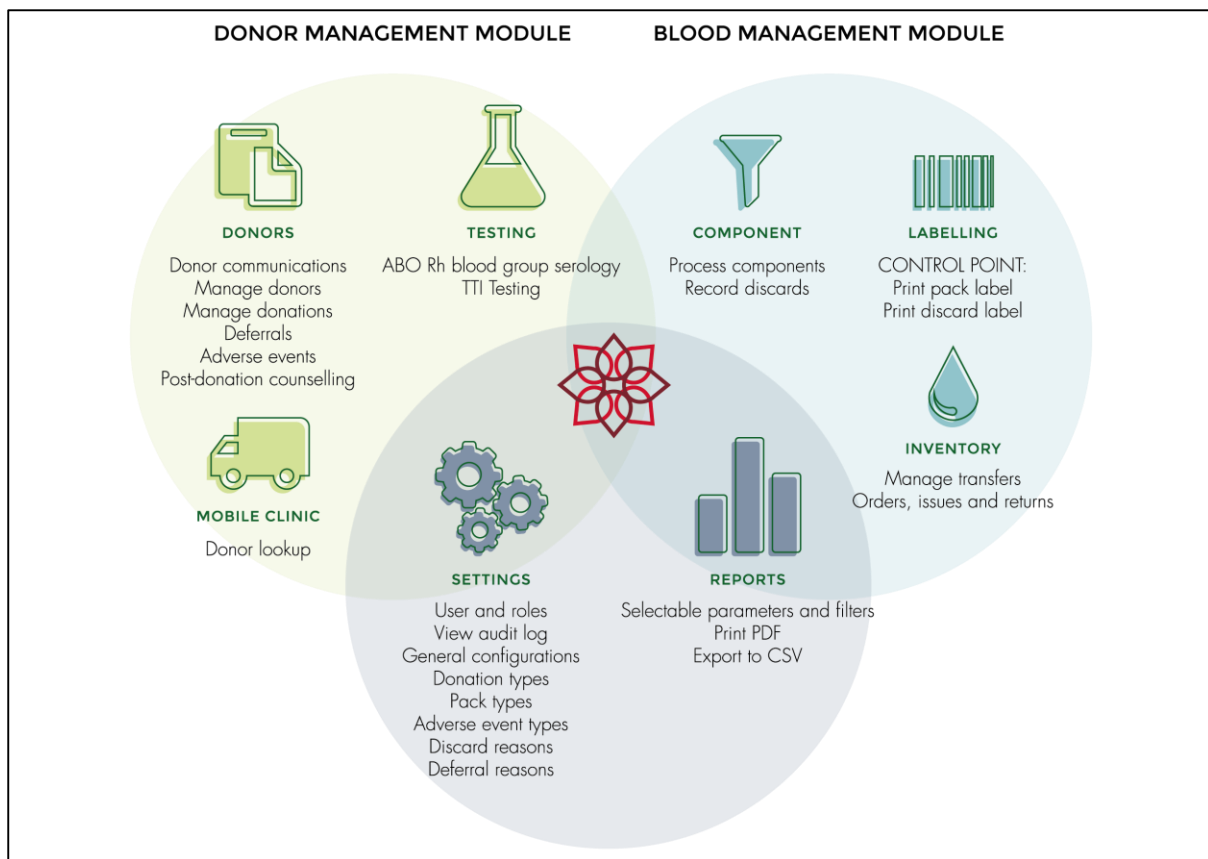 DONOR MANAGEMENT MODULE
BLOOD MANAGEMENT MODULE
DONORS
Donor communications
Manage donors
Manage donations
Deferrals
Adverse events
Post-donation counselling
TESTING
ABO Rh blood group serology
TTI Testing
MOBILE CLINIC
Donor lookup
COMPONENT
Process components
Record discards
LABELLING
CONTROL POINT:
Print pack label
Print discard label
INVENTORY
Manage transfers
Orders, issues and returns
SETTINGS
User and roles
View audit log
General configurations
Donation types
Pack types
Adverse event types
Discard reasons
Deferral reasons
REPORTS
Selectable parameters and filters
Print PDF
Export to CSV